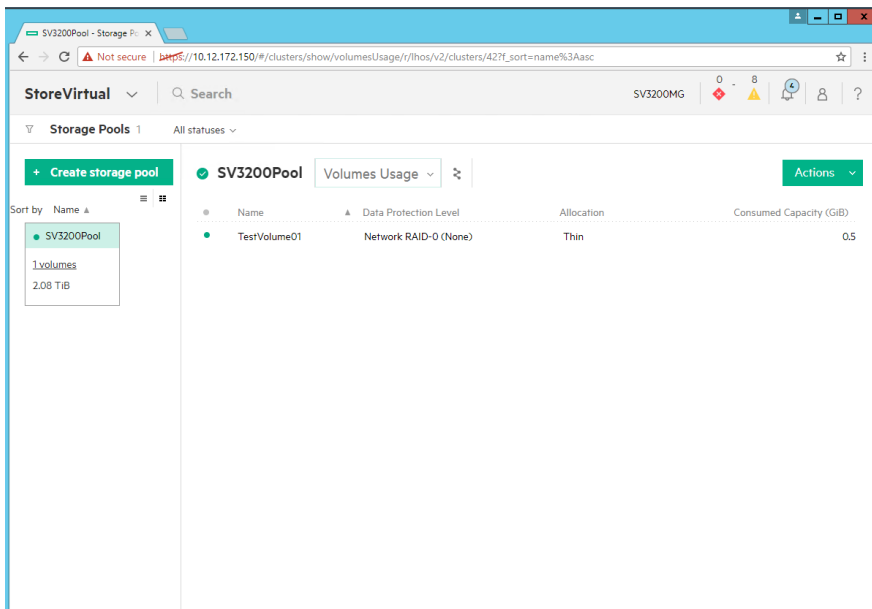 SV3200Pool - Storage Po
Not secure | https://10.12.172.150/#/clusters/show/volumesUsage/r/lhos/v2/clusters/42?f_sort=name%3Aasc
StoreVirtual Search SV3200MG 0 - 8 4 ?
Storage Pools 1 All statuses
+ Create storage pool SV3200Pool Volumes Usage Actions
Sort by Name
Name Data Protection Level Allocation Consumed Capacity (GiB)
SV3200Pool TestVolume01 Network RAID-0 (None) Thin 0.5
1 volumes
2.08 TiB